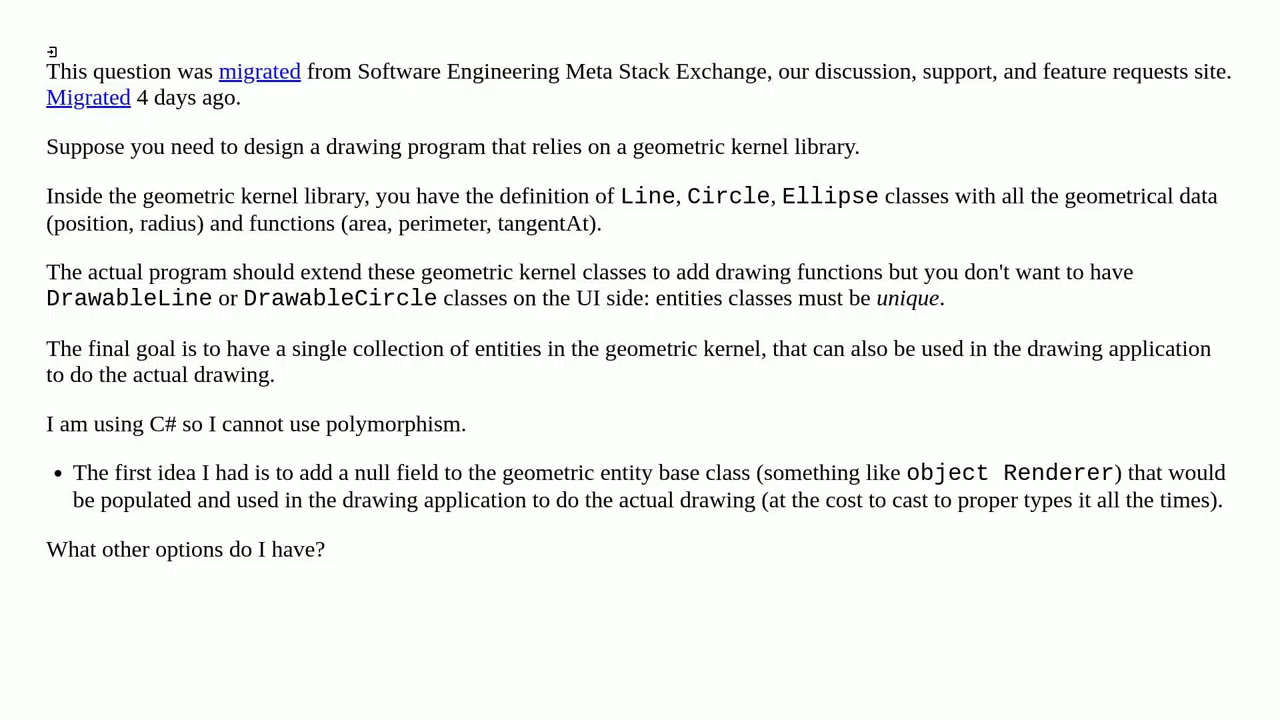 This question was migrated from Software Engineering Meta Stack Exchange, our discussion, support, and feature requests site.
Migrated 4 days ago.
Suppose you need to design a drawing program that relies on a geometric kernel library.
Inside the geometric kernel library, you have the definition of Line, Circle, Ellipse classes with all the geometrical data
(position, radius) and functions (area, perimeter, tangentAt).
The actual program should extend these geometric kernel classes to add drawing functions but you don't want to have
DrawableLine or DrawableCircle classes on the UI side: entities classes must be unique.
The final goal is to have a single collection of entities in the geometric kernel, that can also be used in the drawing application
to do the actual drawing.
I am using C# so I cannot use polymorphism.
• The first idea I had is to add a null field to the geometric entity base class (something like object Renderer) that would
be populated and used in the drawing application to do the actual drawing (at the cost to cast to proper types it all the times).
What other options do I have?